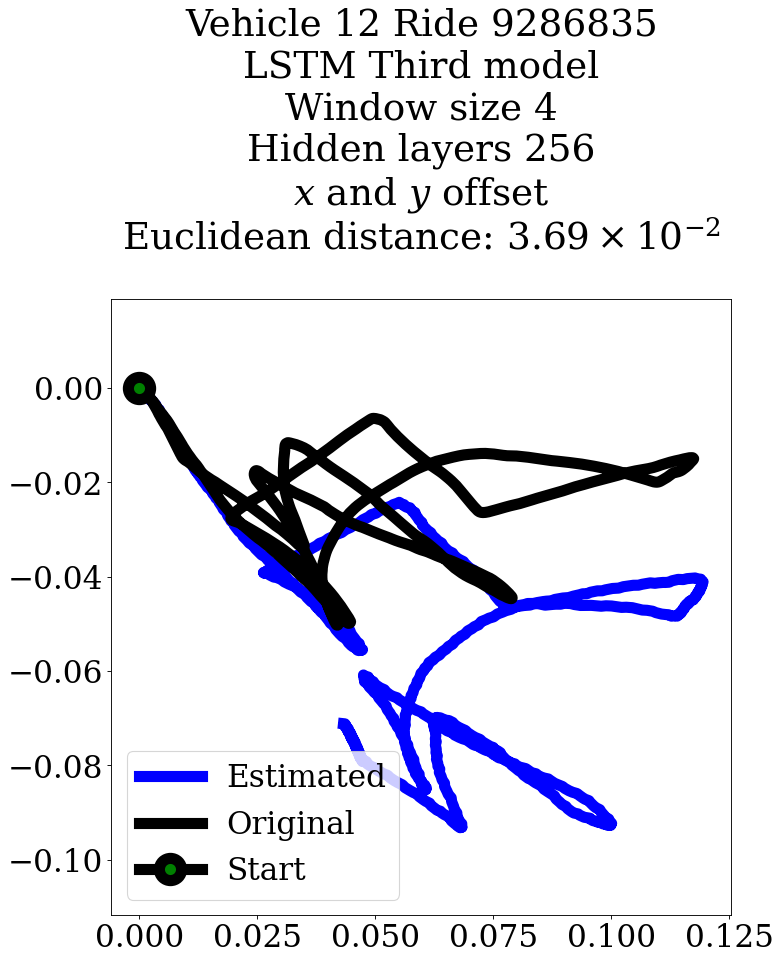 Vehicle 12 Ride 9286835
LSTM Third model
Window size 4
Hidden layers 256
x and y offset
Euclidean distance: 3.69 × 10⁻²
0.00
−0.02
−0.04
−0.06
−0.08
−0.10
Estimated
Original
Start
0.000 0.025 0.050 0.075 0.100 0.125